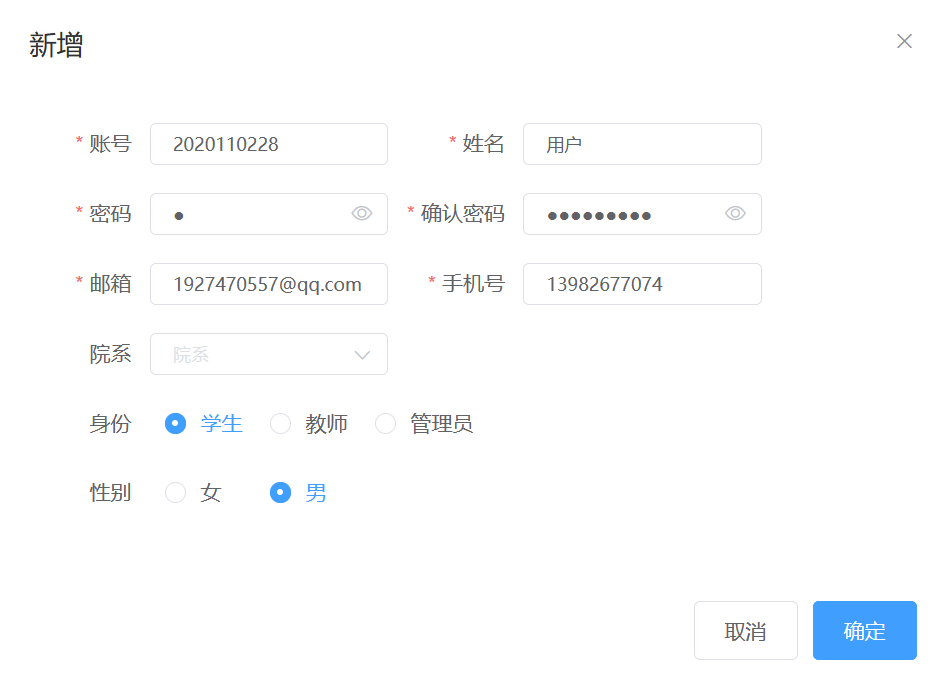 新增
* 账号 2020110228 * 姓名 用户
* 密码 ● * 确认密码 ●●●●●●●●●
* 邮箱 1927470557@qq.com * 手机号 13982677074
院系 院系
身份 学生 教师 管理员
性别 女 男
取消 确定